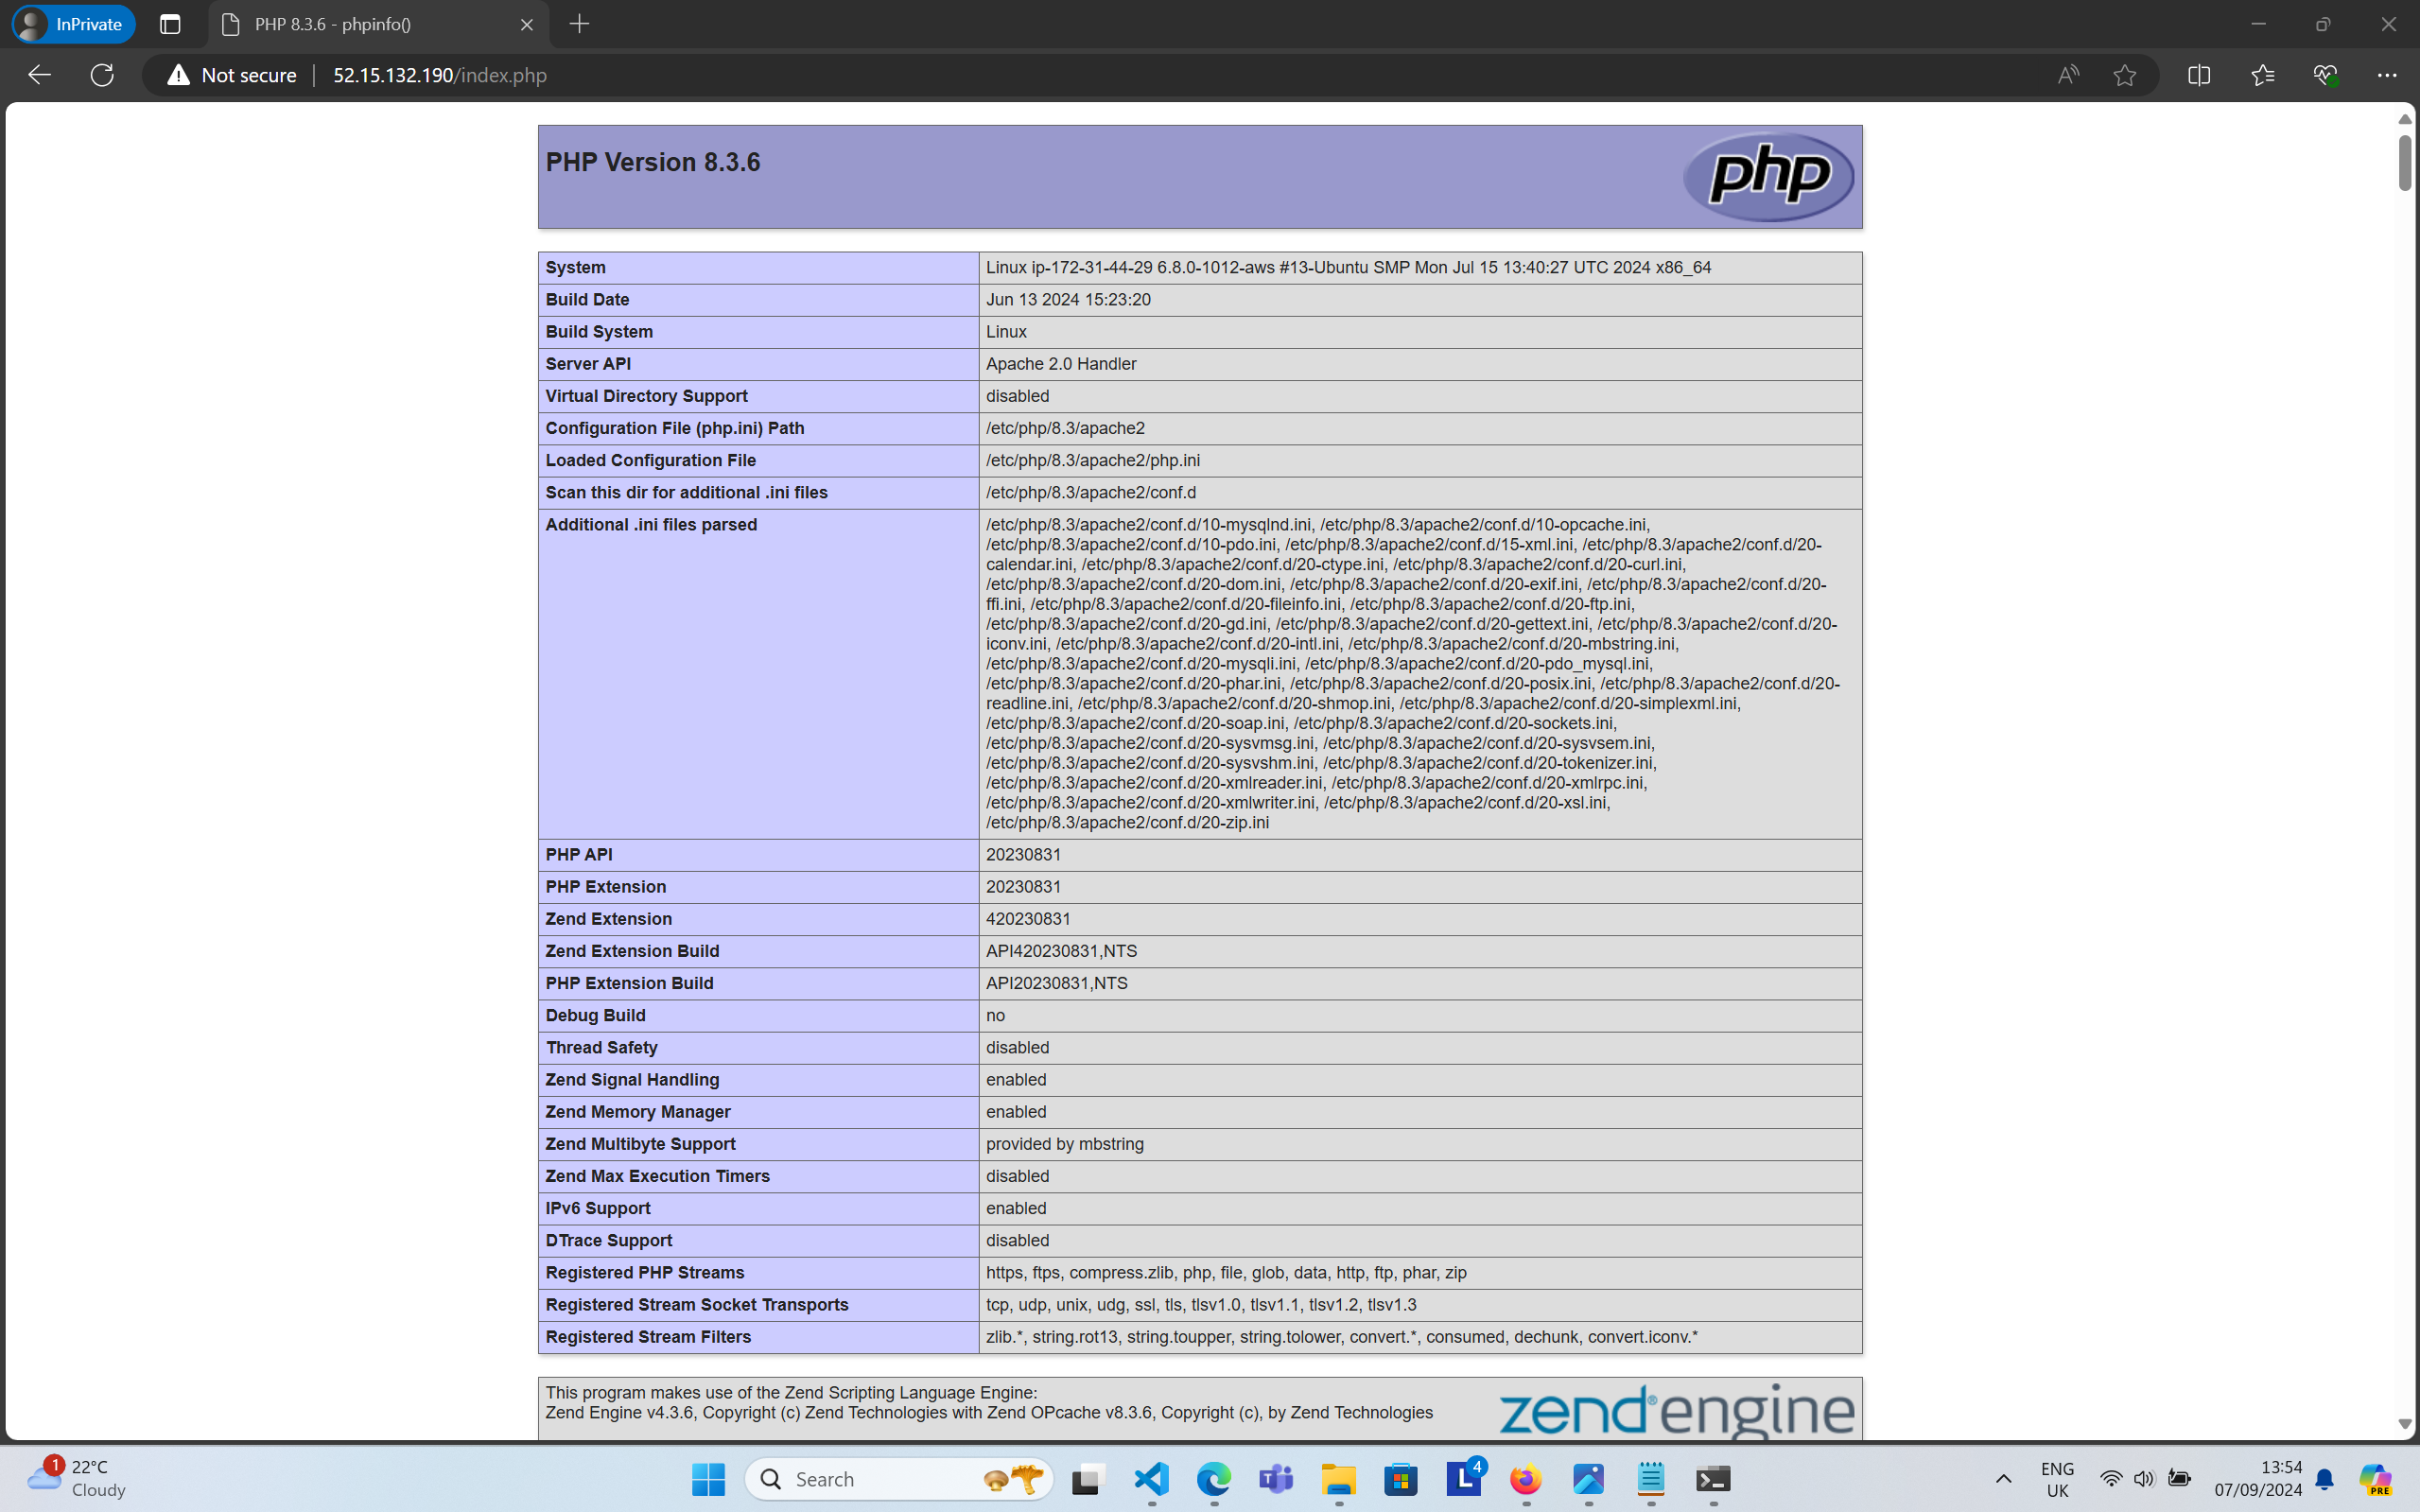 InPrivate
PHP 8.3.6 - phpinfo()
Not secure 52.15.132.190/index.php
PHP Version 8.3.6
php
System Linux ip-172-31-44-29 6.8.0-1012-aws #13-Ubuntu SMP Mon Jul 15 13:40:27 UTC 2024 x86_64
Build Date Jun 13 2024 15:23:20
Build System Linux
Server API Apache 2.0 Handler
Virtual Directory Support disabled
Configuration File (php.ini) Path /etc/php/8.3/apache2
Loaded Configuration File /etc/php/8.3/apache2/php.ini
Scan this dir for additional .ini files /etc/php/8.3/apache2/conf.d
Additional .ini files parsed /etc/php/8.3/apache2/conf.d/10-mysqlnd.ini, /etc/php/8.3/apache2/conf.d/10-opcache.ini,
/etc/php/8.3/apache2/conf.d/10-pdo.ini, /etc/php/8.3/apache2/conf.d/15-xml.ini, /etc/php/8.3/apache2/conf.d/20-
calendar.ini, /etc/php/8.3/apache2/conf.d/20-ctype.ini, /etc/php/8.3/apache2/conf.d/20-curl.ini,
/etc/php/8.3/apache2/conf.d/20-dom.ini, /etc/php/8.3/apache2/conf.d/20-exif.ini, /etc/php/8.3/apache2/conf.d/20-
ffi.ini, /etc/php/8.3/apache2/conf.d/20-fileinfo.ini, /etc/php/8.3/apache2/conf.d/20-ftp.ini,
/etc/php/8.3/apache2/conf.d/20-gd.ini, /etc/php/8.3/apache2/conf.d/20-gettext.ini, /etc/php/8.3/apache2/conf.d/20-
iconv.ini, /etc/php/8.3/apache2/conf.d/20-intl.ini, /etc/php/8.3/apache2/conf.d/20-mbstring.ini,
/etc/php/8.3/apache2/conf.d/20-mysqli.ini, /etc/php/8.3/apache2/conf.d/20-pdo_mysql.ini,
/etc/php/8.3/apache2/conf.d/20-phar.ini, /etc/php/8.3/apache2/conf.d/20-posix.ini, /etc/php/8.3/apache2/conf.d/20-
readline.ini, /etc/php/8.3/apache2/conf.d/20-shmop.ini, /etc/php/8.3/apache2/conf.d/20-simplexml.ini,
/etc/php/8.3/apache2/conf.d/20-soap.ini, /etc/php/8.3/apache2/conf.d/20-sockets.ini,
/etc/php/8.3/apache2/conf.d/20-sysvmsg.ini, /etc/php/8.3/apache2/conf.d/20-sysvsem.ini,
/etc/php/8.3/apache2/conf.d/20-sysvshm.ini, /etc/php/8.3/apache2/conf.d/20-tokenizer.ini,
/etc/php/8.3/apache2/conf.d/20-xmlreader.ini, /etc/php/8.3/apache2/conf.d/20-xmlrpc.ini,
/etc/php/8.3/apache2/conf.d/20-xmlwriter.ini, /etc/php/8.3/apache2/conf.d/20-xsl.ini,
/etc/php/8.3/apache2/conf.d/20-zip.ini
PHP API 20230831
PHP Extension 20230831
Zend Extension 420230831
Zend Extension Build API420230831,NTS
PHP Extension Build API20230831,NTS
Debug Build no
Thread Safety disabled
Zend Signal Handling enabled
Zend Memory Manager enabled
Zend Multibyte Support provided by mbstring
Zend Max Execution Timers disabled
IPv6 Support enabled
DTrace Support disabled
Registered PHP Streams https, ftps, compress.zlib, php, file, glob, data, http, ftp, phar, zip
Registered Stream Socket Transports tcp, udp, unix, udg, ssl, tls, tlsv1.0, tlsv1.1, tlsv1.2, tlsv1.3
Registered Stream Filters zlib.*, string.rot13, string.toupper, string.tolower, convert.*, consumed, dechunk, convert.iconv.*
This program makes use of the Zend Scripting Language Engine:
Zend Engine v4.3.6, Copyright (c) Zend Technologies with Zend OPcache v8.3.6, Copyright (c), by Zend Technologies
zend® engine
1
22°C
Cloudy
Search
T
L
4
ENG
UK
13:54
07/09/2024
PRE